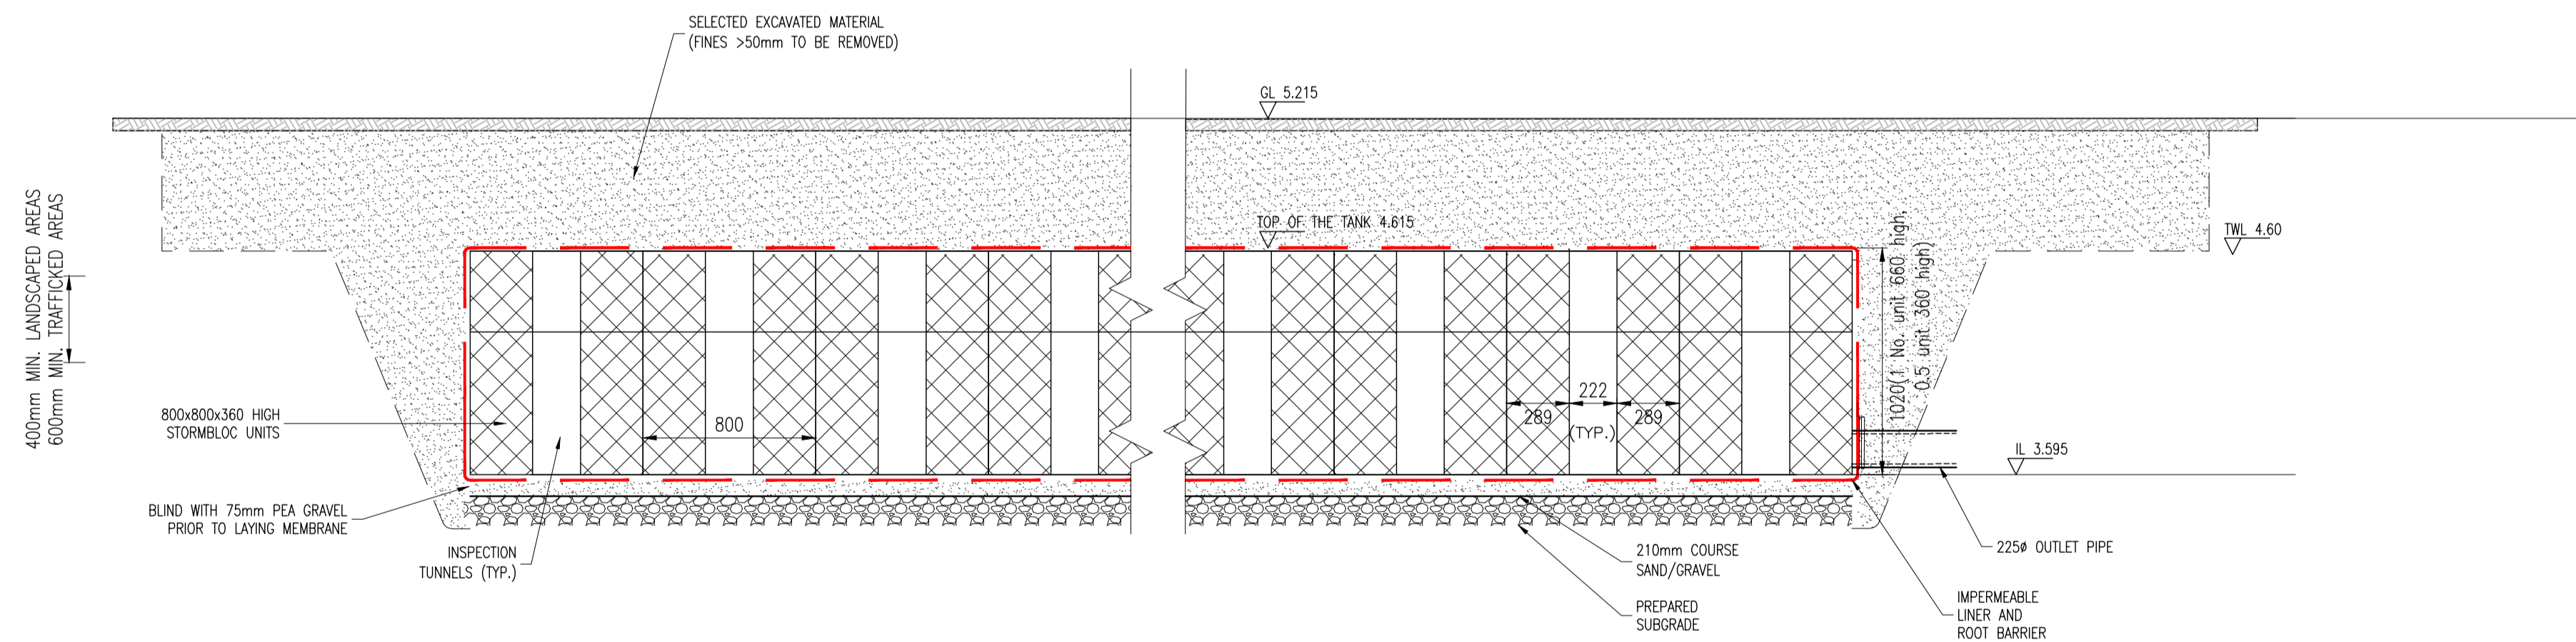 SELECTED EXCAVATED MATERIAL
(FINES >50mm TO BE REMOVED)
GL 5.215
TOP OF THE TANK 4.615
TWL 4.60
400mm MIN. LANDSCAPED AREAS
600mm MIN. TRAFFICKED AREAS
1020(1 No. unit 660 high,
0.5 unit 360 high)
800x800x360 HIGH
STORMBLOC UNITS
800
289
222
(TYP.)
289
IL 3.595
BLIND WITH 75mm PEA GRAVEL
PRIOR TO LAYING MEMBRANE
INSPECTION
TUNNELS (TYP.)
210mm COURSE
SAND/GRAVEL
225ø OUTLET PIPE
PREPARED
SUBGRADE
IMPERMEABLE
LINER AND
ROOT BARRIER